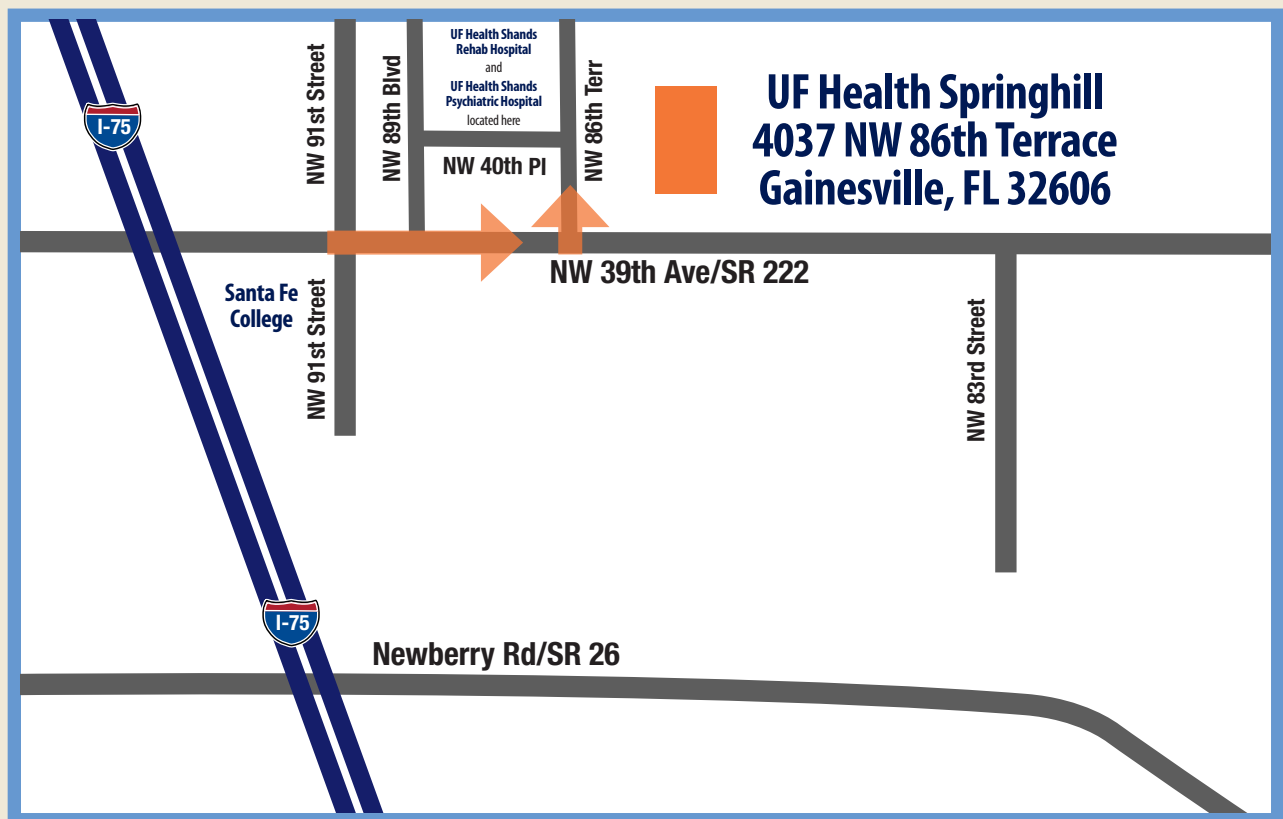 UF Health Shands
Rehab Hospital
and
UF Health Shands
Psychiatric Hospital
located here
NW 91st Street
NW 89th Blvd
NW 86th Terr
NW 40th Pl
I-75
UF Health Springhill
4037 NW 86th Terrace
Gainesville, FL 32606
NW 39th Ave/SR 222
Santa Fe
College
NW 91st Street
NW 83rd Street
I-75
Newberry Rd/SR 26